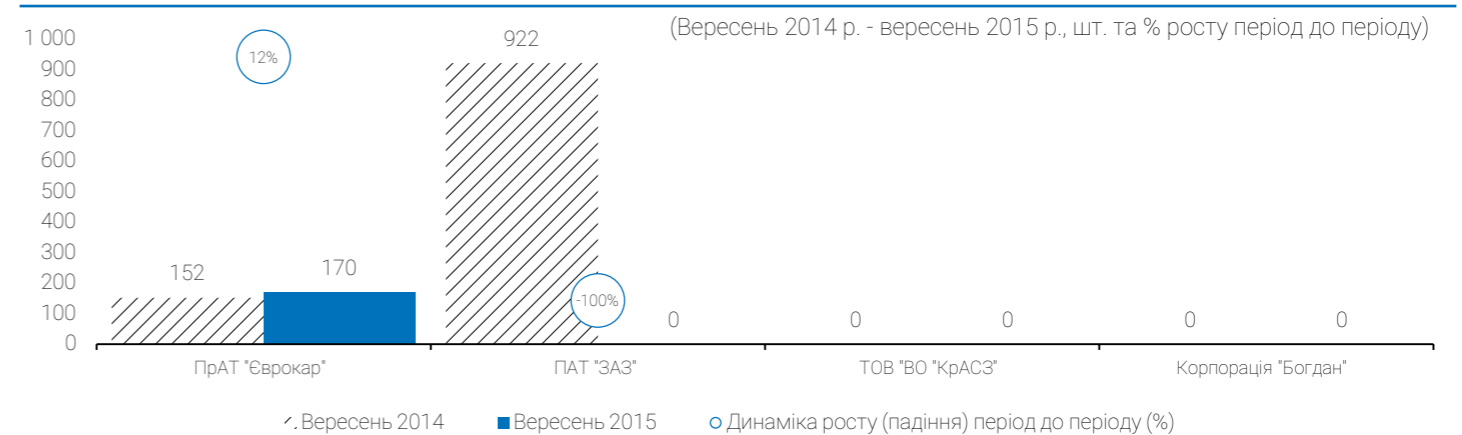 (Вересень 2014 р. - вересень 2015 р., шт. та % росту період до періоду)
1 000
900
800
700
600
500
400
300
200
100
0
12%
922
152
170
-100%
0
0
0
0
0
ПрАТ "Єврокар"
ПАТ "ЗАЗ"
ТОВ "ВО "КрАСЗ"
Корпорація "Богдан"
Вересень 2014
Вересень 2015
Динаміка росту (падіння) період до періоду (%)